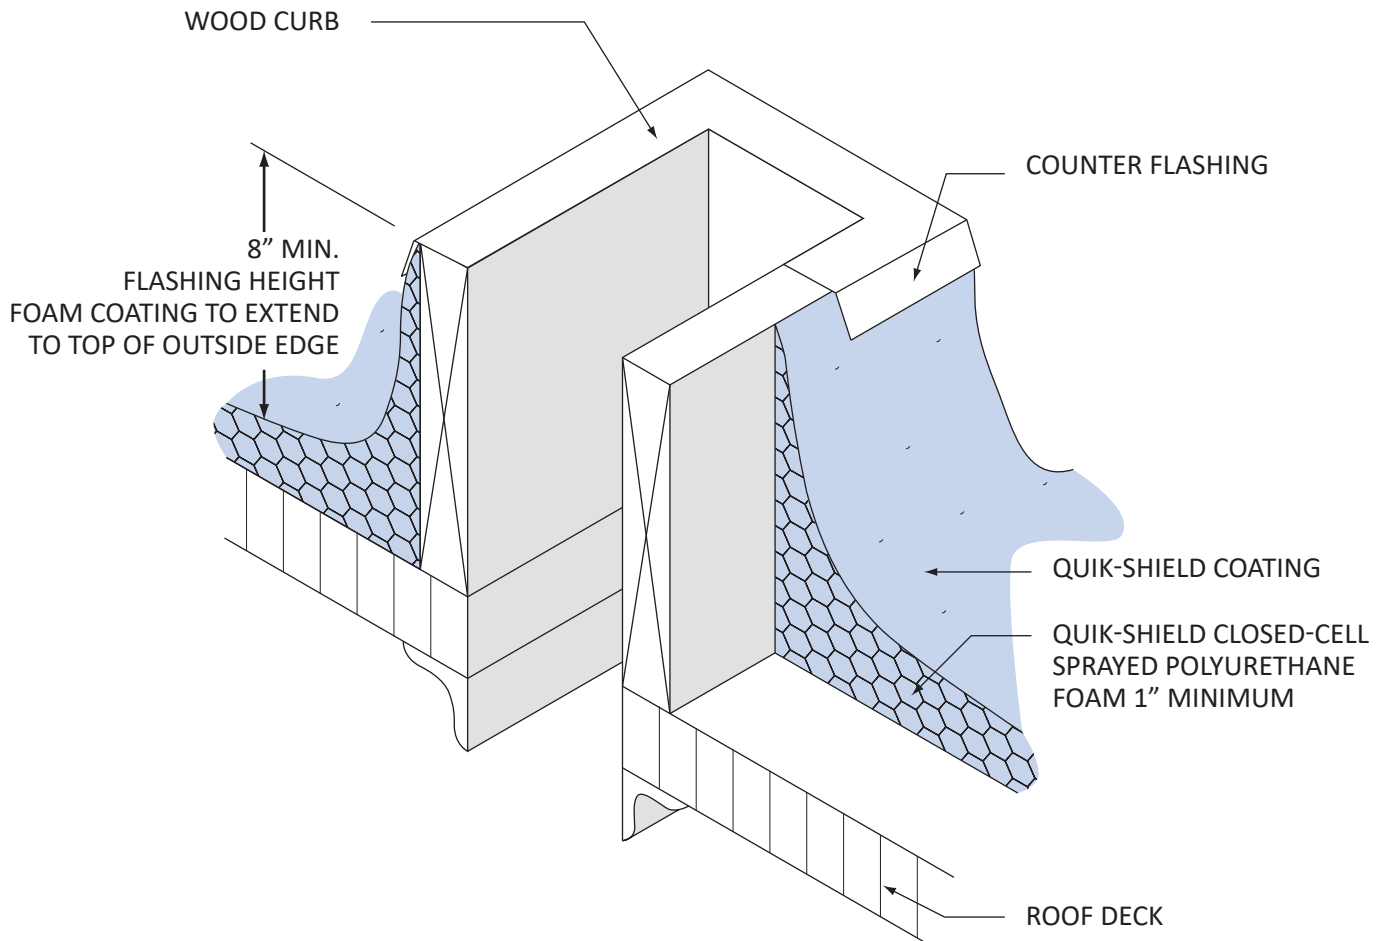 WOOD CURB
COUNTER FLASHING
8” MIN.
FLASHING HEIGHT
FOAM COATING TO EXTEND
TO TOP OF OUTSIDE EDGE
QUIK-SHIELD COATING
QUIK-SHIELD CLOSED-CELL
SPRAYED POLYURETHANE
FOAM 1” MINIMUM
ROOF DECK